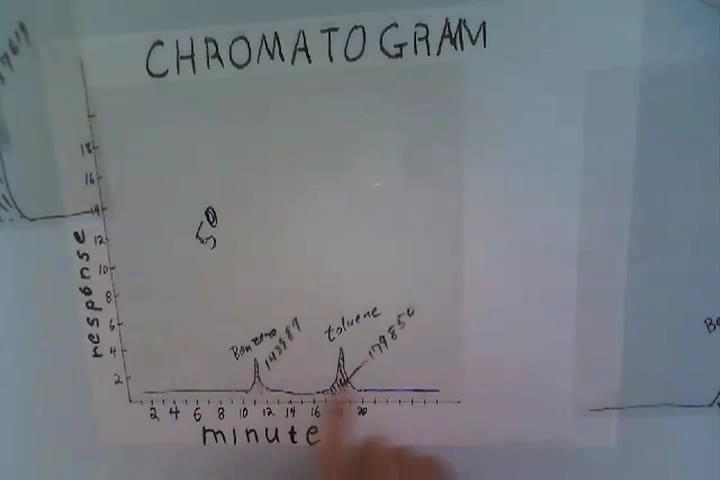 CHROMATOGRAM
response
18
16
14
12
10
8
6
4
2
Benzene
143989
toluene
179850
2 4 6 8 10 12 14 16 20
minute